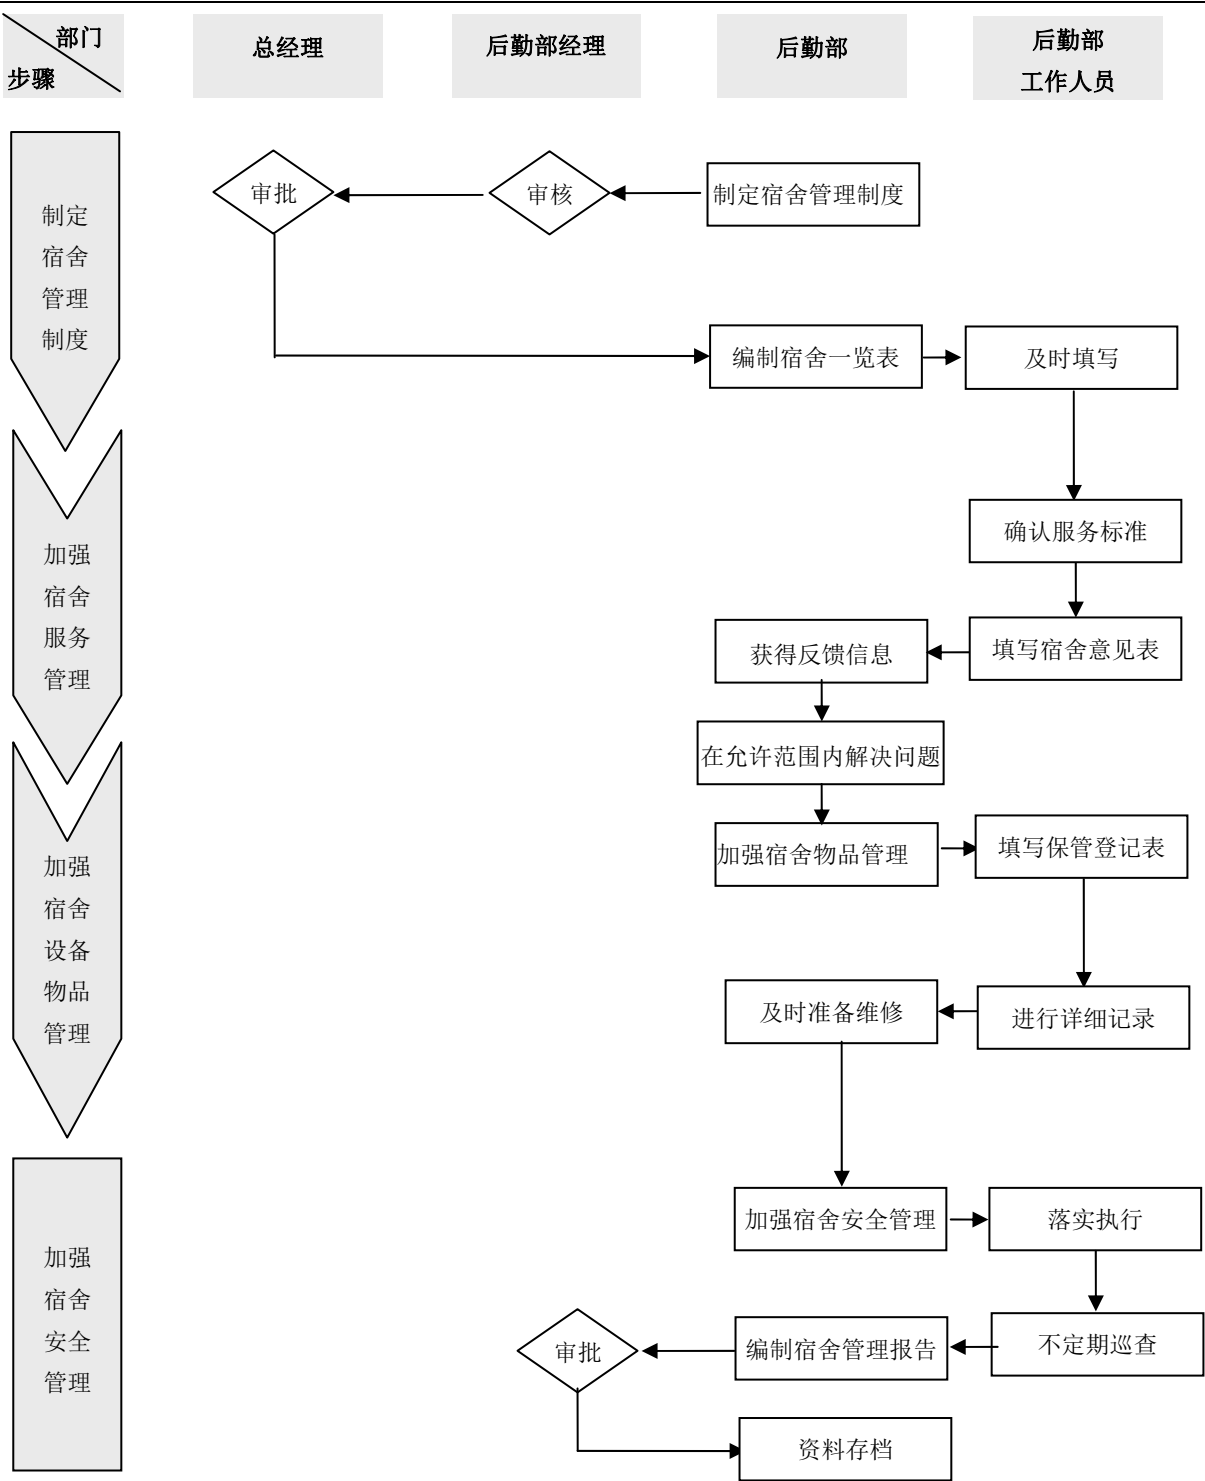 部门
步骤
总经理
后勤部经理
后勤部
后勤部
工作人员
制定
宿舍
管理
制度
审批
审核
制定宿舍管理制度
编制宿舍一览表
及时填写
加强
宿舍
服务
管理
确认服务标准
填写宿舍意见表
获得反馈信息
在允许范围内解决问题
加强
宿舍
设备
物品
管理
加强宿舍物品管理
填写保管登记表
进行详细记录
及时准备维修
加强
宿舍
安全
管理
加强宿舍安全管理
落实执行
不定期巡查
编制宿舍管理报告
审批
资料存档